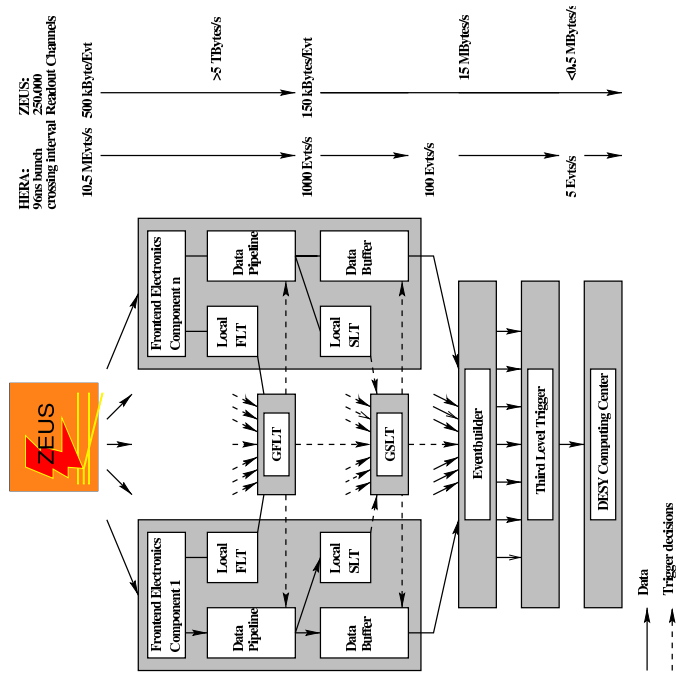 HERA:
96ns bunch
crossing interval
ZEUS:
250.000
Readout Channels
10.5 MEvts/s
500 kByte/Evt
>5 TBytes/s
1000 Evts/s
150 kBytes/Evt
100 Evts/s
15 MBytes/s
5 Evts/s
<0.5 MBytes/s
ZEUS
Frontend Electronics
Component 1
Data
Pipeline
Local
FLT
Data
Buffer
Local
SLT
GFLT
GSLT
Frontend Electronics
Component n
Local
FLT
Data
Pipeline
Local
SLT
Data
Buffer
Eventbuilder
Third Level Trigger
DESY Computing Center
Data
Trigger decisions